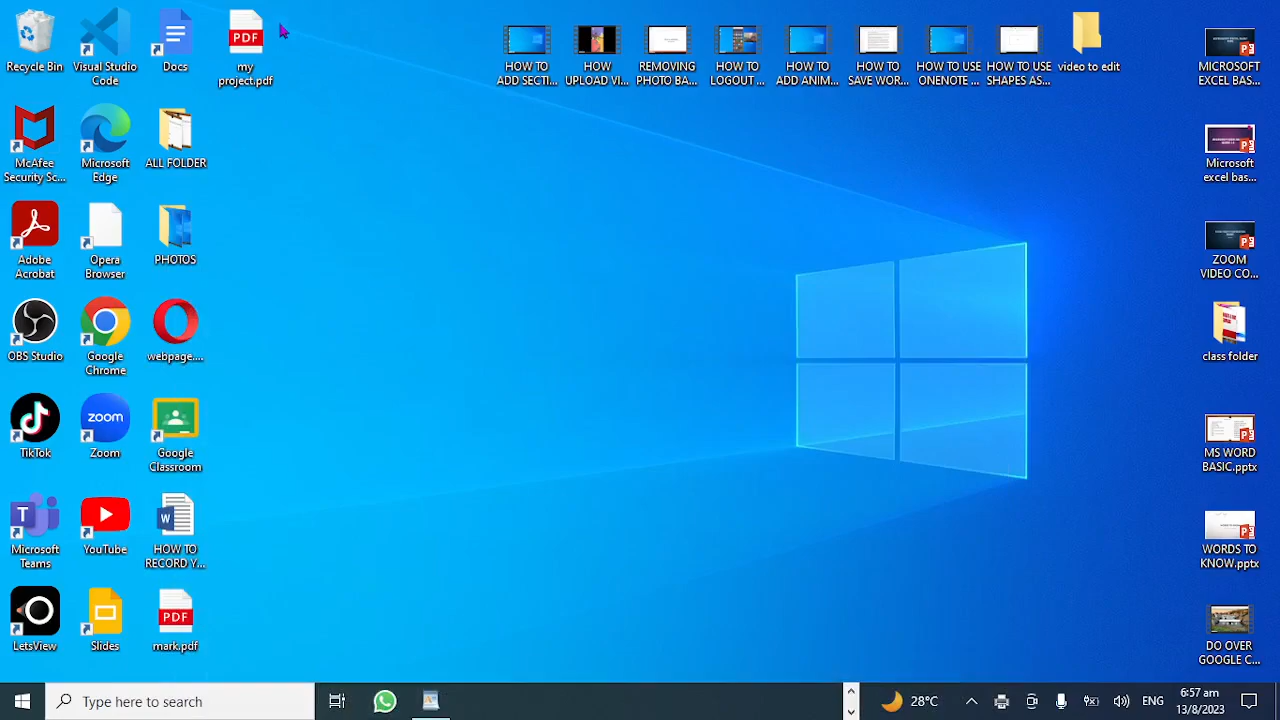 Recycle Bin
Visual Studio
Code
Docs
PDF
my
project.pdf
HOW TO
ADD SECTI...
HOW
UPLOAD VI...
REMOVING
PHOTO BA...
HOW TO
LOGOUT ...
HOW TO
ADD ANIM...
HOW TO
SAVE WOR...
HOW TO USE
ONENOTE ...
HOW TO USE
SHAPES AS...
video to edit
MICROSOFT
EXCEL BAS...
McAfee
Security Sc...
Microsoft
Edge
ALL FOLDER
Microsoft
excel bas...
Adobe
Acrobat
Opera
Browser
PHOTOS
ZOOM
VIDEO CO...
OBS Studio
Google
Chrome
webpage....
class folder
TikTok
zoom
Zoom
Google
Classroom
MS WORD
BASIC.pptx
Microsoft
Teams
YouTube
HOW TO
RECORD Y...
WORDS TO
KNOW.pptx
LetsView
Slides
PDF
mark.pdf
DO OVER
GOOGLE C...
Type here to search
28°C
ENG
6:57 am
13/8/2023